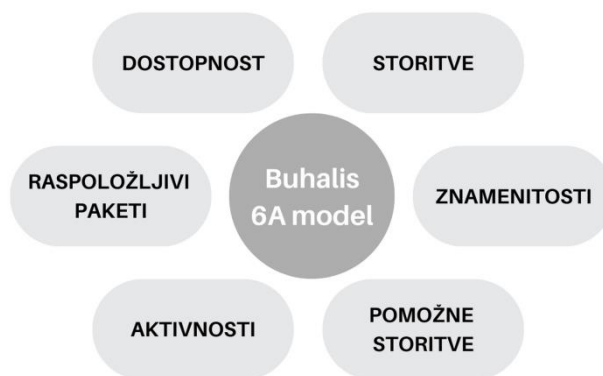 DOSTOPNOST
STORITVE
RASPOLOŽLJIVI
PAKETI
Buhalis
6A model
ZNAMENITOSTI
AKTIVNOSTI
POMOŽNE
STORITVE